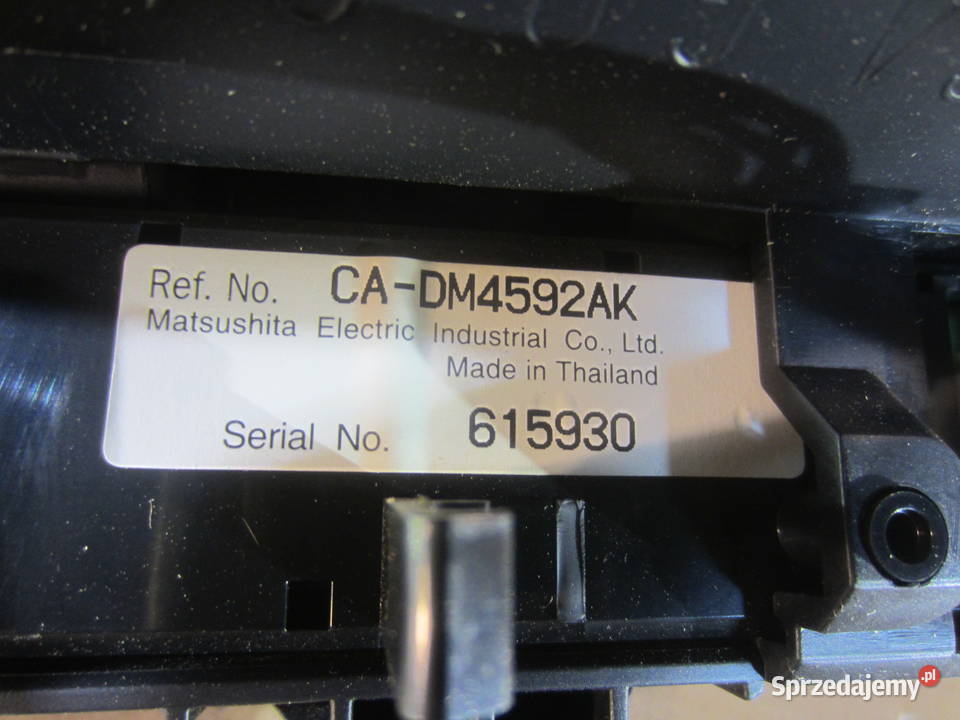 Ref. No. CA-DM4592AK
Matsushita Electric Industrial Co., Ltd.
Made in Thailand
Serial No. 615930
Sprzedajemy.pl